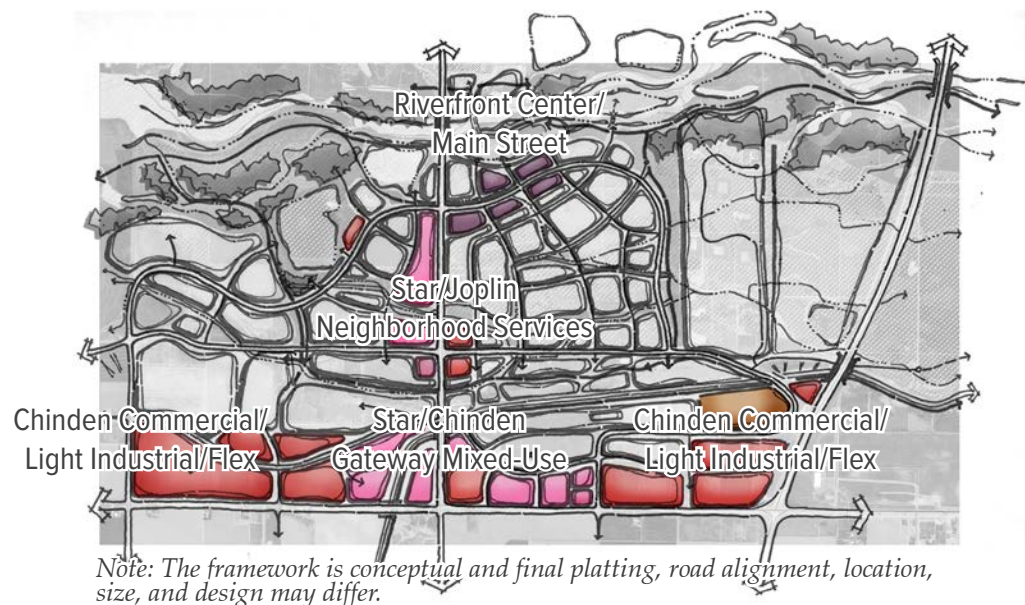 Riverfront Center/
Main Street
Star/Joplin
Neighborhood Services
Chinden Commercial/
Light Industrial/Flex
Star/Chinden
Gateway Mixed-Use
Chinden Commercial/
Light Industrial/Flex
Note: The framework is conceptual and final platting, road alignment, location,
size, and design may differ.